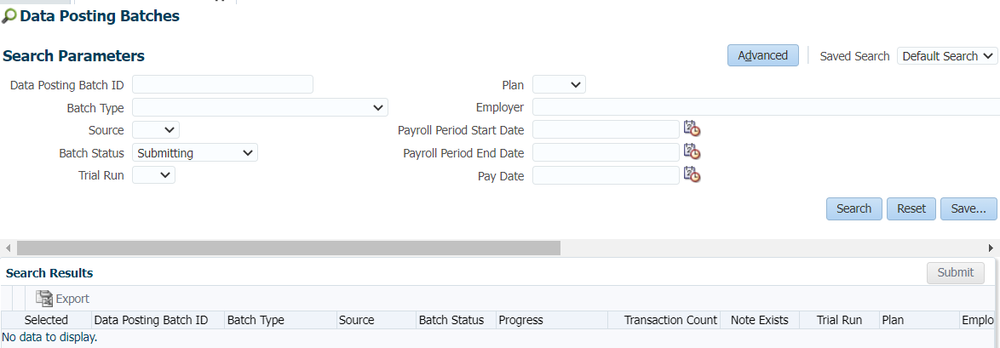 Data Posting Batches
Search Parameters
Advanced
Saved Search
Default Search
Data Posting Batch ID
Plan
Batch Type
Employer
Source
Payroll Period Start Date
Batch Status
Submitting
Payroll Period End Date
Trial Run
Pay Date
Search Reset Save...
Search Results
Submit
Export
Selected Data Posting Batch ID Batch Type Source Batch Status Progress Transaction Count Note Exists Trial Run Plan Emplo
No data to display.